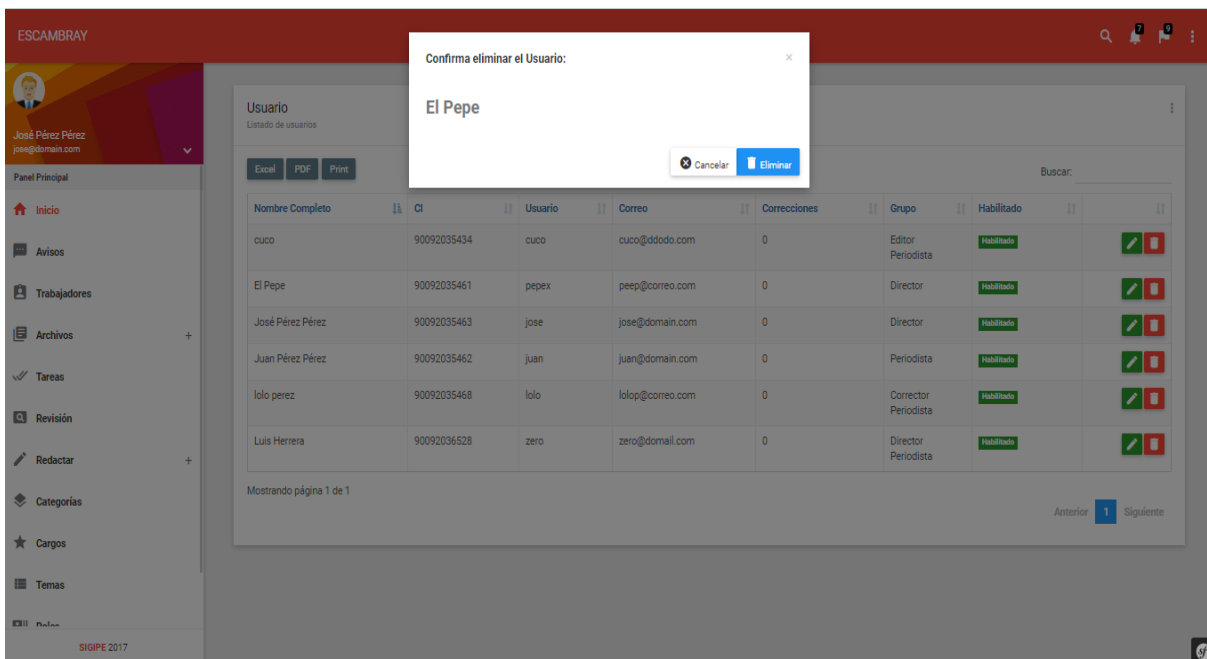 ESCAMBRAY
7
9
Confirma eliminar el Usuario:
×
El Pepe
Cancelar
Eliminar
José Pérez Pérez
jose@domain.com
Panel Principal
Inicio
Avisos
Trabajadores
Archivos +
Tareas
Revisión
Redactar +
Categorías
Cargos
Temas
SIGIPE 2017
Usuario
Listado de usuarios
Excel PDF Print
Buscar:
Nombre Completo CI Usuario Correo Correcciones Grupo Habilitado
cuco 90092035434 cuco cuco@ddodo.com 0 Editor Habilitado
Periodista
El Pepe 90092035461 pepex peep@correo.com 0 Director Habilitado
José Pérez Pérez 90092035463 jose jose@domain.com 0 Director Habilitado
Juan Pérez Pérez 90092035462 juan juan@domain.com 0 Periodista Habilitado
lolo perez 90092035468 lolo lolop@correo.com 0 Corrector Habilitado
Periodista
Luis Herrera 90092036528 zero zero@domail.com 0 Director Habilitado
Periodista
Mostrando página 1 de 1
Anterior 1 Siguiente
sf